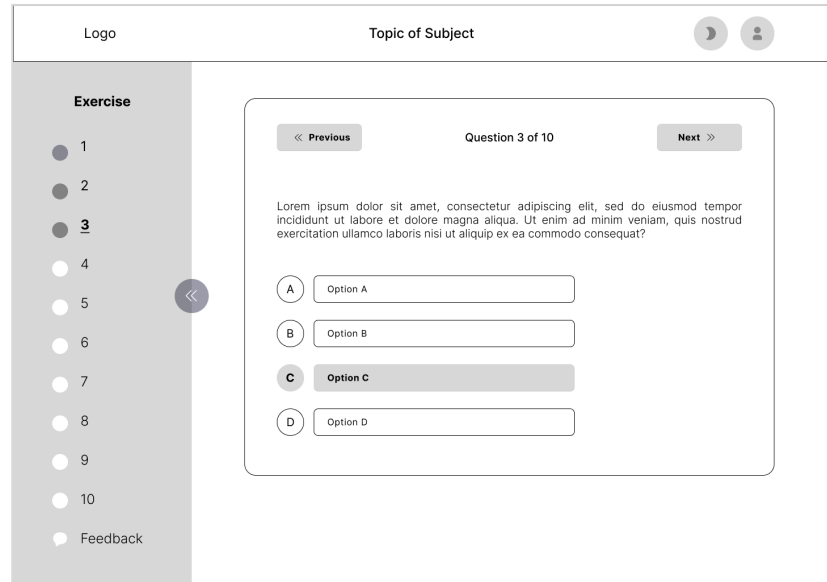 Logo
Topic of Subject
Exercise
1
2
3
4
5
6
7
8
9
10
Feedback
Previous
Question 3 of 10
Next
Lorem ipsum dolor sit amet, consectetur adipiscing elit, sed do eiusmod tempor
incididunt ut labore et dolore magna aliqua. Ut enim ad minim veniam, quis nostrud
exercitation ullamco laboris nisi ut aliquip ex ea commodo consequat?
A Option A
B Option B
C Option C
D Option D